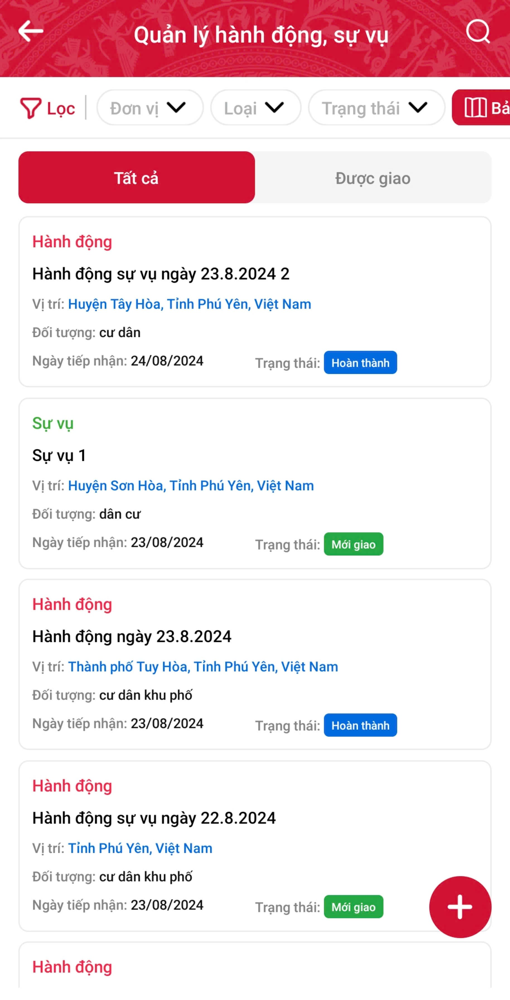 Quản lý hành động, sự vụ
Lọc Đơn vị Loại Trạng thái Bả
Tất cả Được giao
Hành động
Hành động sự vụ ngày 23.8.2024 2
Vị trí: Huyện Tây Hòa, Tỉnh Phú Yên, Việt Nam
Đối tượng: cư dân
Ngày tiếp nhận: 24/08/2024 Trạng thái: Hoàn thành
Sự vụ
Sự vụ 1
Vị trí: Huyện Sơn Hòa, Tỉnh Phú Yên, Việt Nam
Đối tượng: dân cư
Ngày tiếp nhận: 23/08/2024 Trạng thái: Mới giao
Hành động
Hành động ngày 23.8.2024
Vị trí: Thành phố Tuy Hòa, Tỉnh Phú Yên, Việt Nam
Đối tượng: cư dân khu phố
Ngày tiếp nhận: 23/08/2024 Trạng thái: Hoàn thành
Hành động
Hành động sự vụ ngày 22.8.2024
Vị trí: Tỉnh Phú Yên, Việt Nam
Đối tượng: cư dân khu phố
Ngày tiếp nhận: 23/08/2024 Trạng thái: Mới giao
Hành động